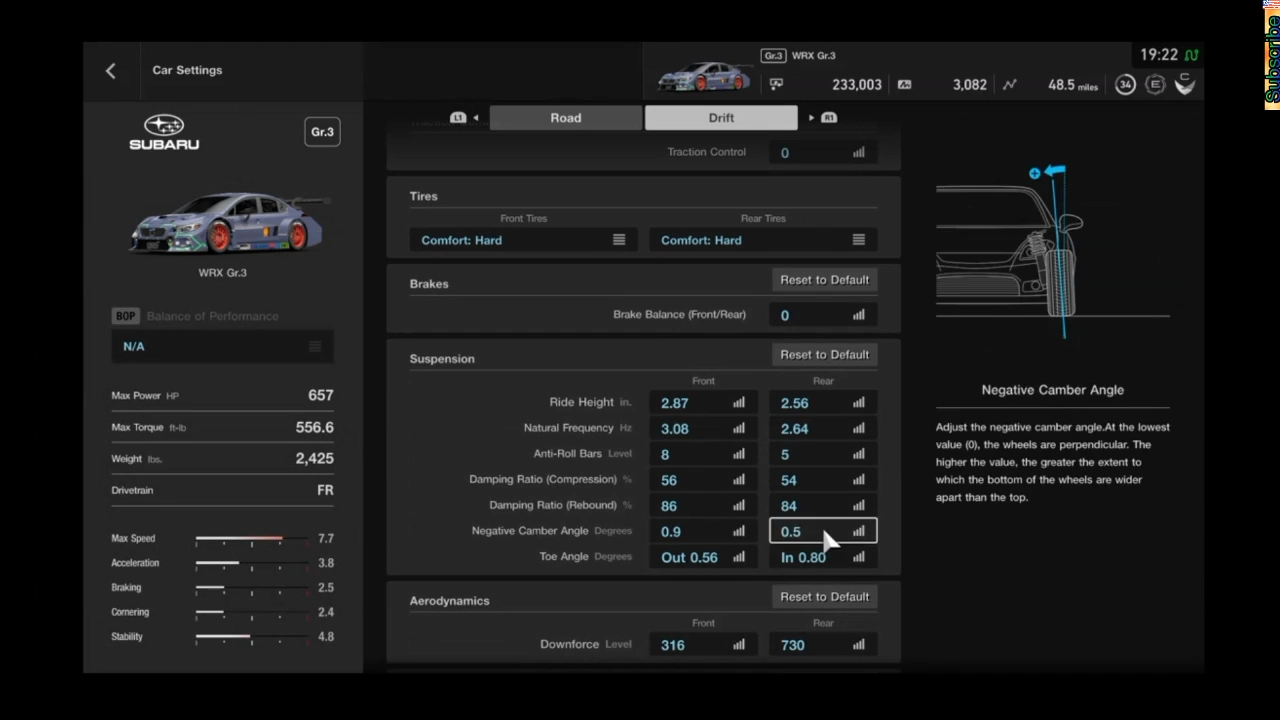 Car Settings
Gr.3 WRX Gr.3
19:22
233,003
3,082
48.5 miles
34
E
C
Subscribe
SUBARU
Gr.3
WRX Gr.3
BOP Balance of Performance
N/A
Max Power HP 657
Max Torque ft-lb 556.6
Weight lbs. 2,425
Drivetrain FR
Max Speed 7.7
Acceleration 3.8
Braking 2.5
Cornering 2.4
Stability 4.8
L1 Road Drift R1
Traction Control 0
Tires
Front Tires Rear Tires
Comfort: Hard Comfort: Hard
Brakes Reset to Default
Brake Balance (Front/Rear) 0
Suspension Reset to Default
Front Rear
Ride Height in. 2.87 2.56
Natural Frequency Hz 3.08 2.64
Anti-Roll Bars Level 8 5
Damping Ratio (Compression) % 56 54
Damping Ratio (Rebound) % 86 84
Negative Camber Angle Degrees 0.9 0.5
Toe Angle Degrees Out 0.56 In 0.80
Aerodynamics Reset to Default
Front Rear
Downforce Level 316 730
Negative Camber Angle
Adjust the negative camber angle.At the lowest
value (0), the wheels are perpendicular. The
higher the value, the greater the extent to
which the bottom of the wheels are wider
apart than the top.